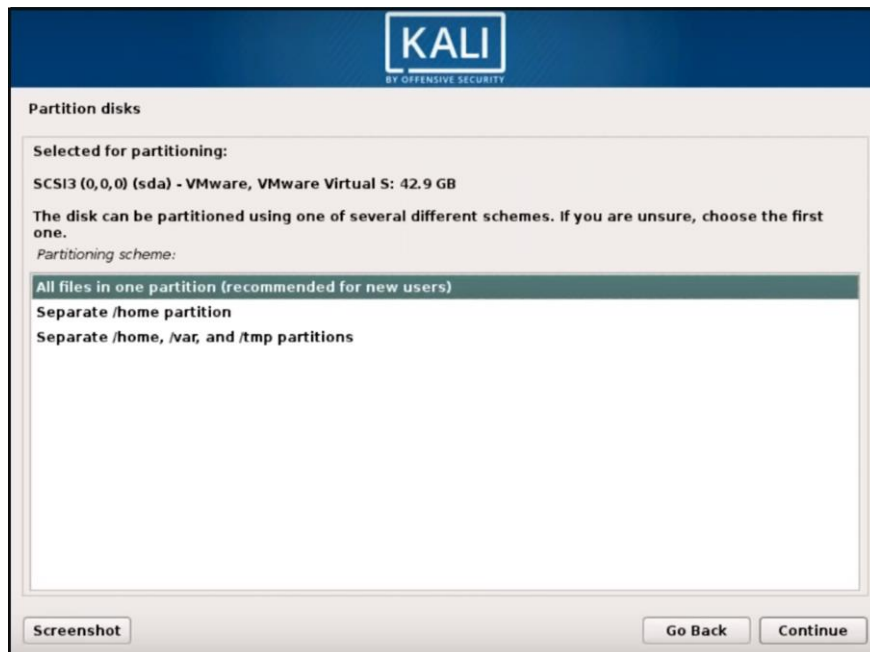 KALI
BY OFFENSIVE SECURITY
Partition disks
Selected for partitioning:
SCSI3 (0,0,0) (sda) - VMware, VMware Virtual S: 42.9 GB
The disk can be partitioned using one of several different schemes. If you are unsure, choose the first
one.
Partitioning scheme:
All files in one partition (recommended for new users)
Separate /home partition
Separate /home, /var, and /tmp partitions
Screenshot
Go Back
Continue